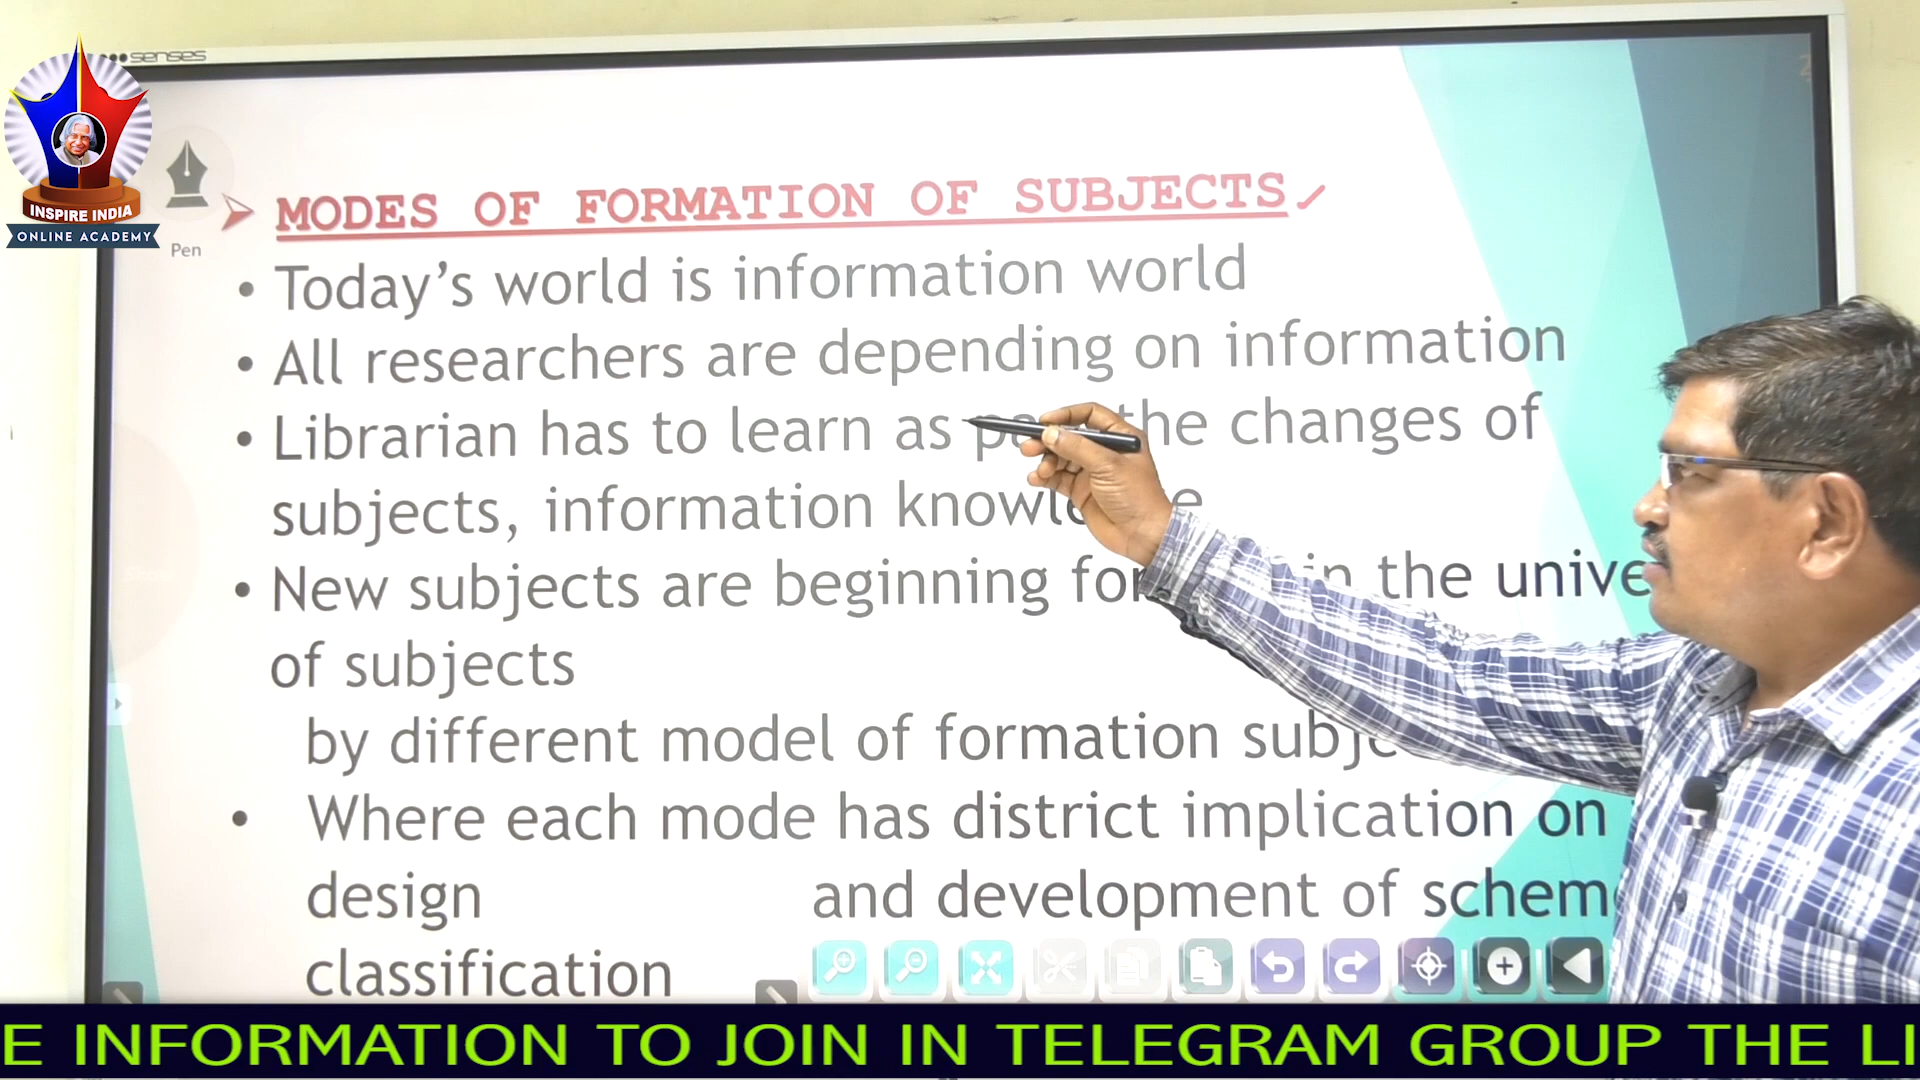 senses
INSPIRE INDIA
ONLINE ACADEMY
Pen
MODES OF FORMATION OF SUBJECTS
• Today's world is information world
• All researchers are depending on information
• Librarian has to learn as the changes of
subjects, information
• New subjects are beginning in the
of subjects
by different model of formation
• Where each mode has district implication on
design and development of
classification
E INFORMATION TO JOIN IN TELEGRAM GROUP THE LI